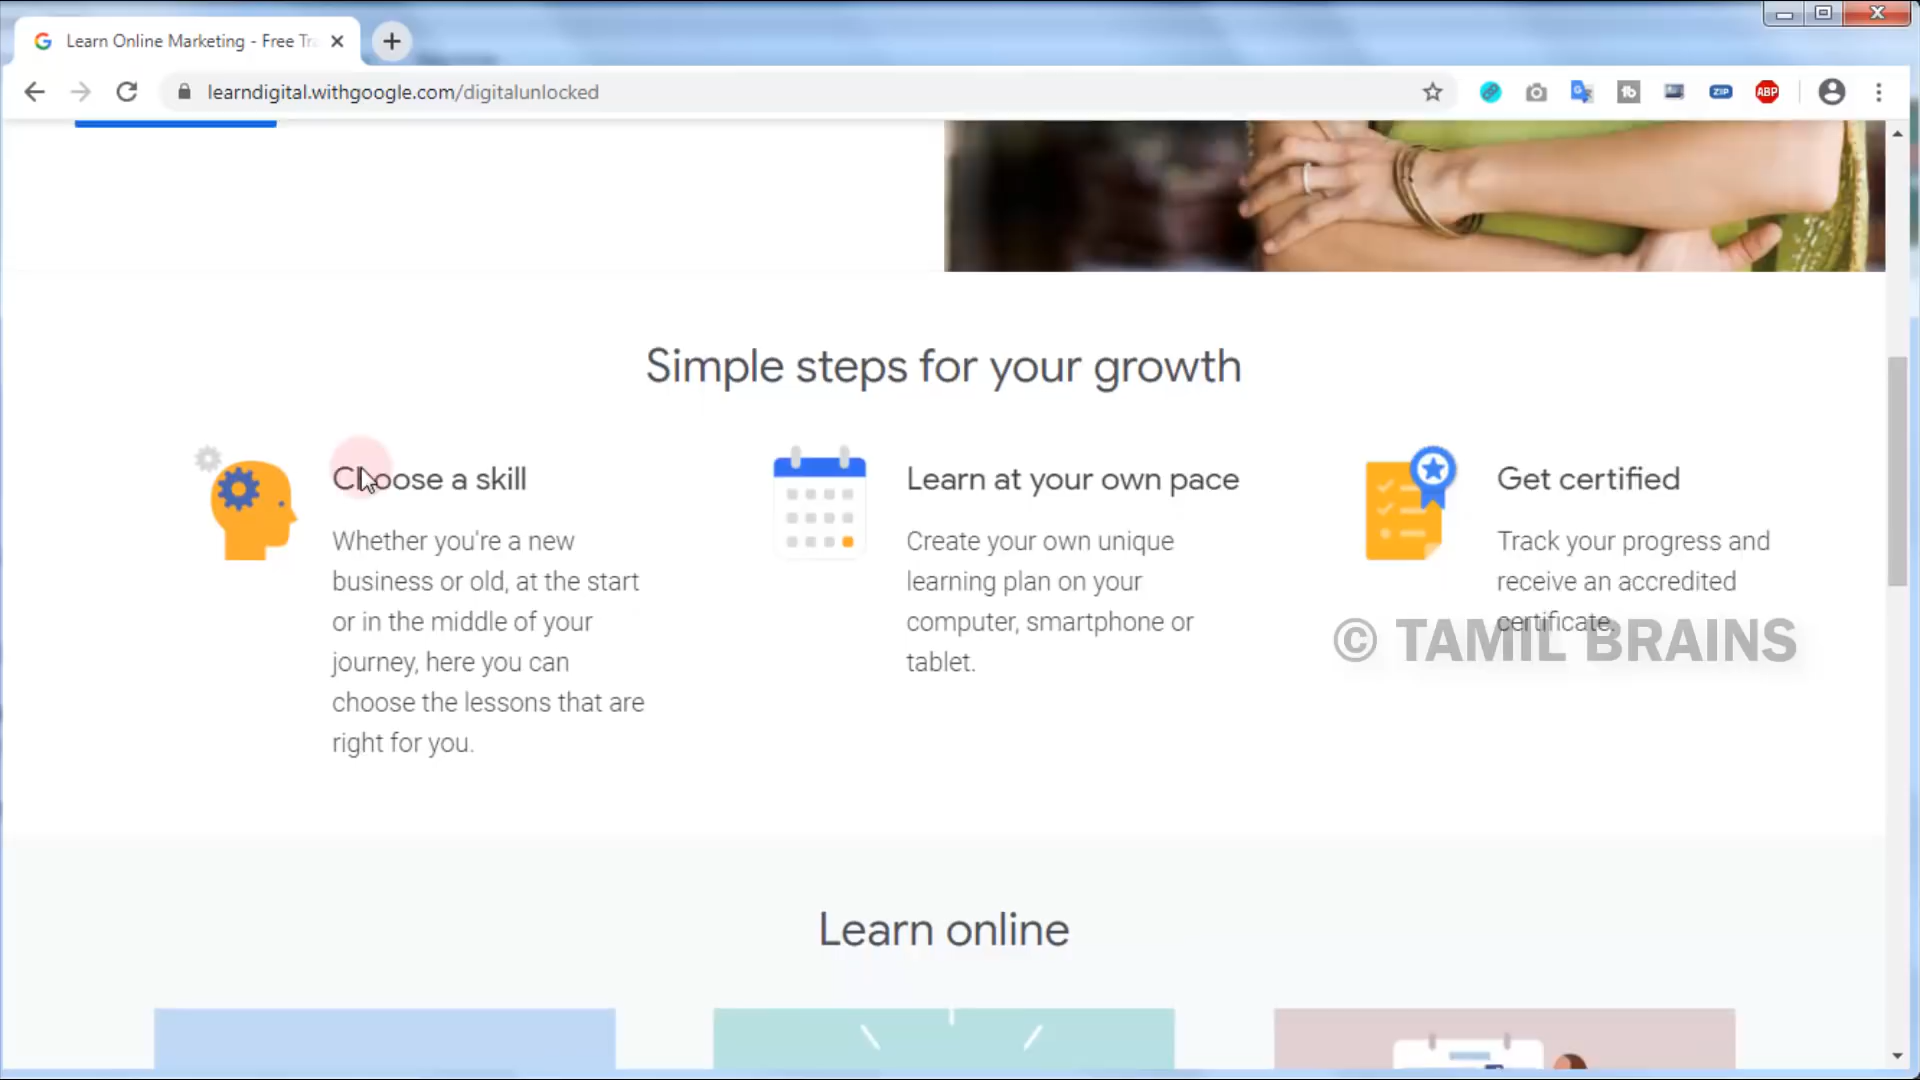 Learn Online Marketing - Free Tr
learndigital.withgoogle.com/digitalunlocked
ZIP
ABP
Simple steps for your growth
Choose a skill
Whether you're a new
business or old, at the start
or in the middle of your
journey, here you can
choose the lessons that are
right for you.
Learn at your own pace
Create your own unique
learning plan on your
computer, smartphone or
tablet.
Get certified
Track your progress and
receive an accredited
certificate.
© TAMIL BRAINS
Learn online